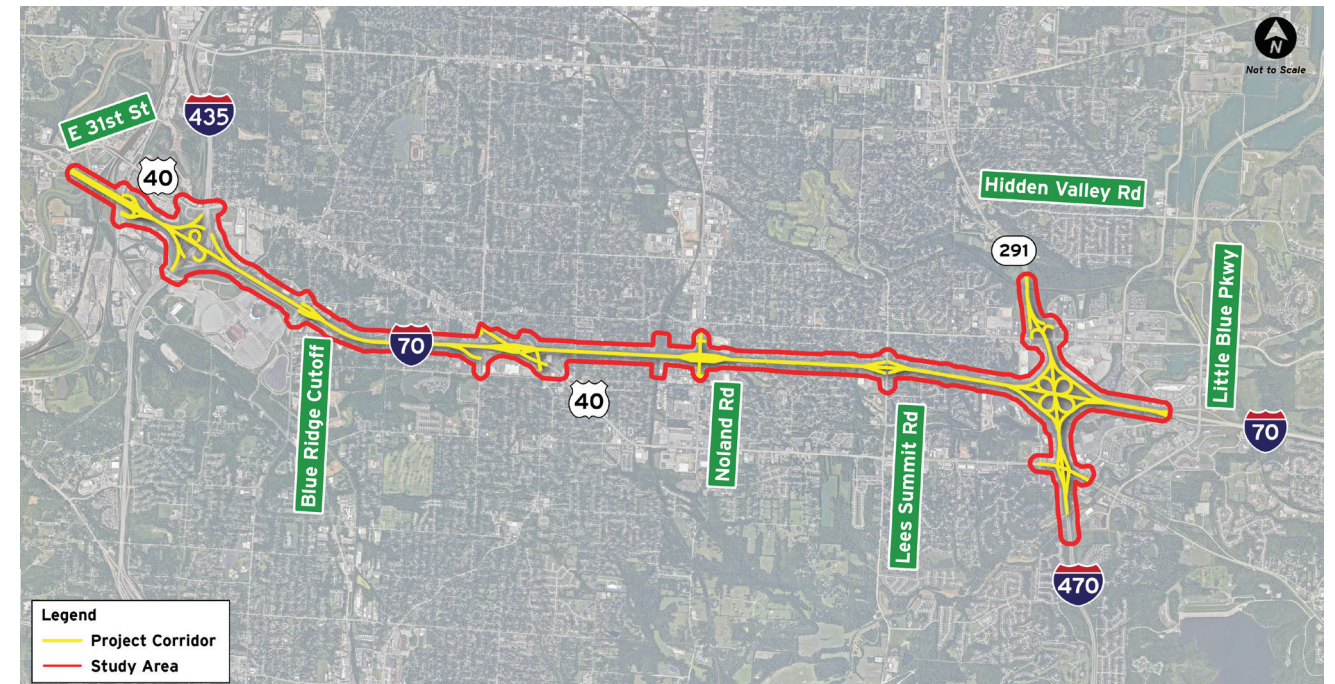 N
Not to Scale
E 31st St
435
40
Hidden Valley Rd
291
Little Blue Pkwy
Blue Ridge Cutoff
70
40
Noland Rd
Lees Summit Rd
70
470
Legend
Project Corridor
Study Area